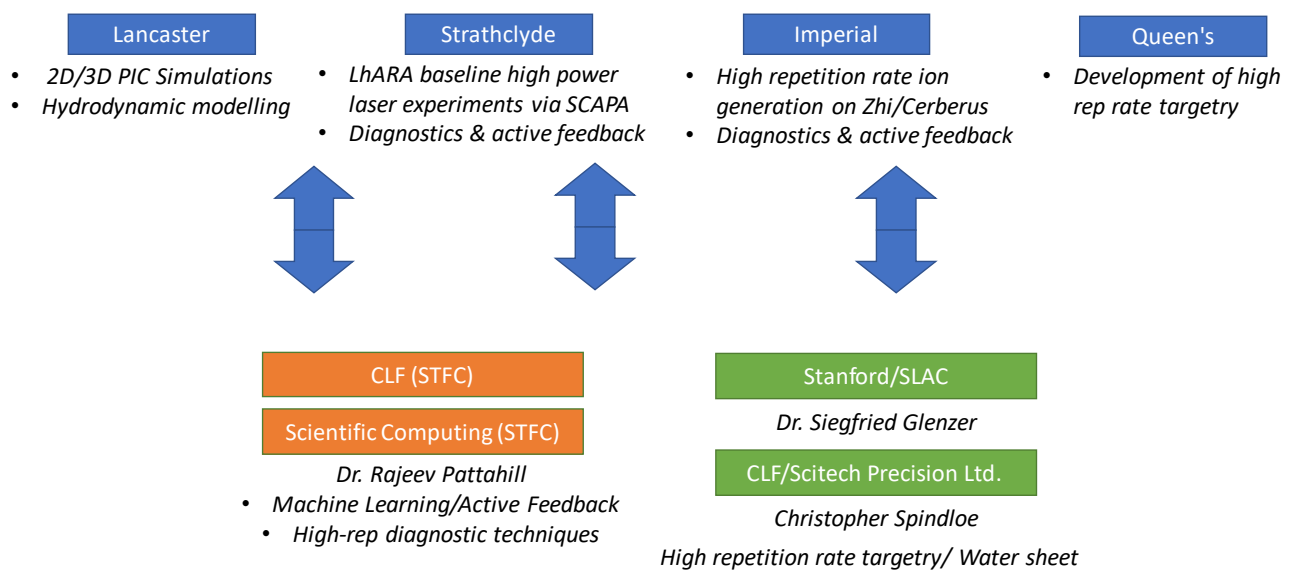 Lancaster
• 2D/3D PIC Simulations
• Hydrodynamic modelling
Strathclyde
• LhARA baseline high power
laser experiments via SCAPA
• Diagnostics & active feedback
Imperial
• High repetition rate ion
generation on Zhi/Cerberus
• Diagnostics & active feedback
Queen's
• Development of high
rep rate targetry
CLF (STFC)
Scientific Computing (STFC)
Dr. Rajeev Pattahill
• Machine Learning/Active Feedback
• High-rep diagnostic techniques
Stanford/SLAC
Dr. Siegfried Glenzer
CLF/Scitech Precision Ltd.
Christopher Spindloe
High repetition rate targetry/ Water sheet